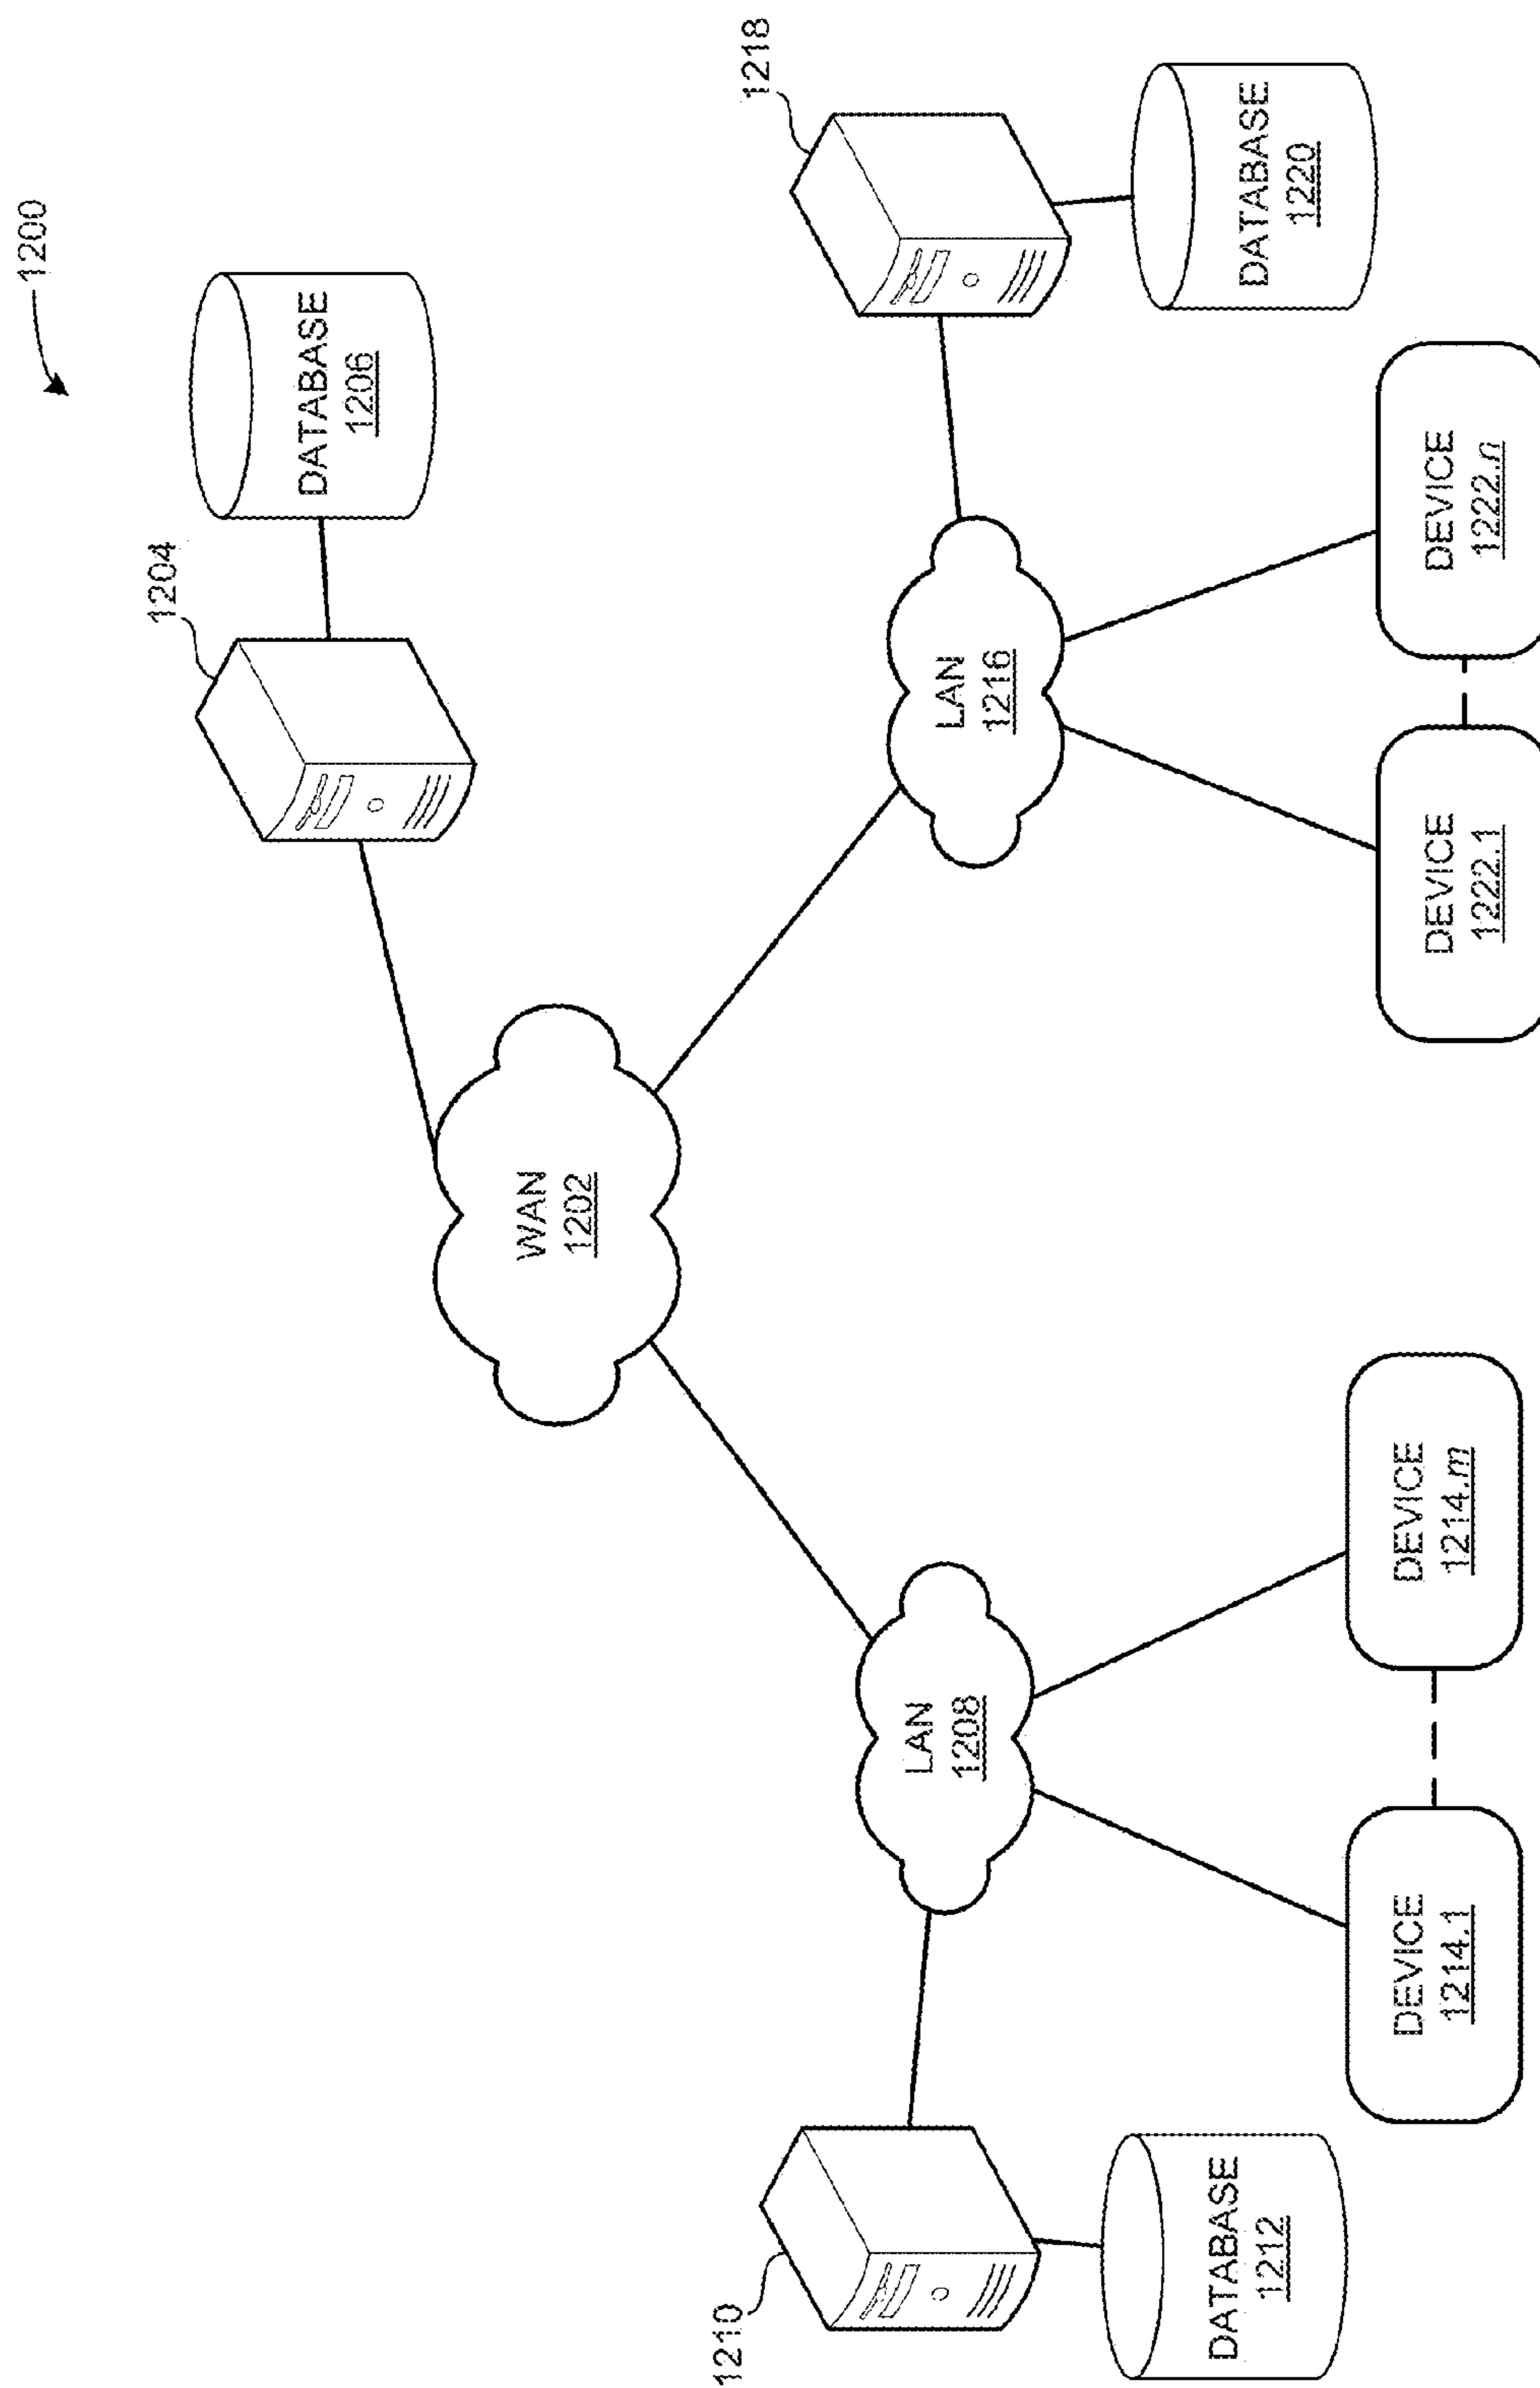 1200
1204
DATABASE
1206
WAN
1202
1210
DATABASE
1212
LAN
1208
DEVICE
1214.1
DEVICE
1214.m
LAN
1216
1218
DATABASE
1220
DEVICE
1222.1
DEVICE
1222.n